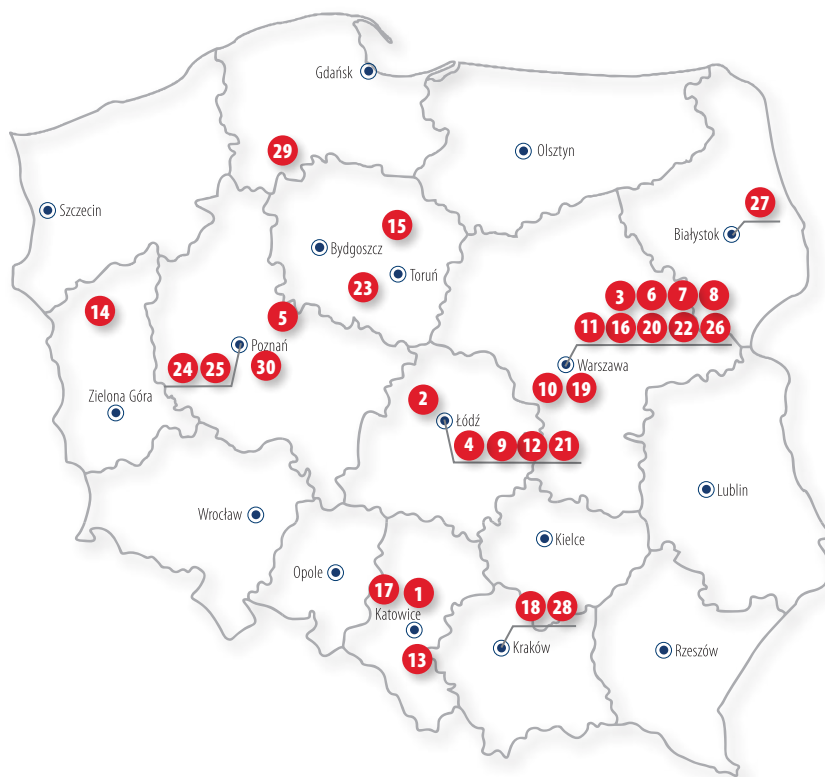 Gdańsk
29
Olsztyn
Szczecin
27
15
Białystok
Bydgoszcz
Toruń
23
3 6 7 8
14
5
11 16 20 22 26
Poznań
24 25 30
Warszawa
10 19
Zielona Góra
2
Łódź
4 9 12 21
Lublin
Wrocław
Kielce
Opole
17 1
18 28
Katowice
Kraków
Rzeszów
13